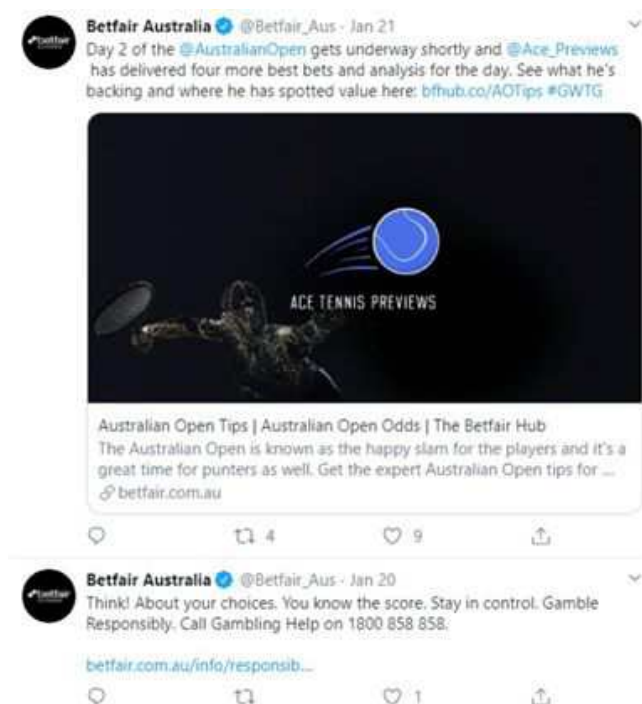 Betfair Australia @Betfair_Aus · Jan 21
Day 2 of the @AustralianOpen gets underway shortly and @Ace_Previews
has delivered four more best bets and analysis for the day. See what he's
backing and where he has spotted value here: bfhub.co/AOTips #GWTG
ACE TENNIS PREVIEWS
Australian Open Tips | Australian Open Odds | The Betfair Hub
The Australian Open is known as the happy slam for the players and it's a
great time for punters as well. Get the expert Australian Open tips for ...
betfair.com.au
4 9
Betfair Australia @Betfair_Aus · Jan 20
Think! About your choices. You know the score. Stay in control. Gamble
Responsibly. Call Gambling Help on 1800 858 858.
betfair.com.au/info/responsib...
1